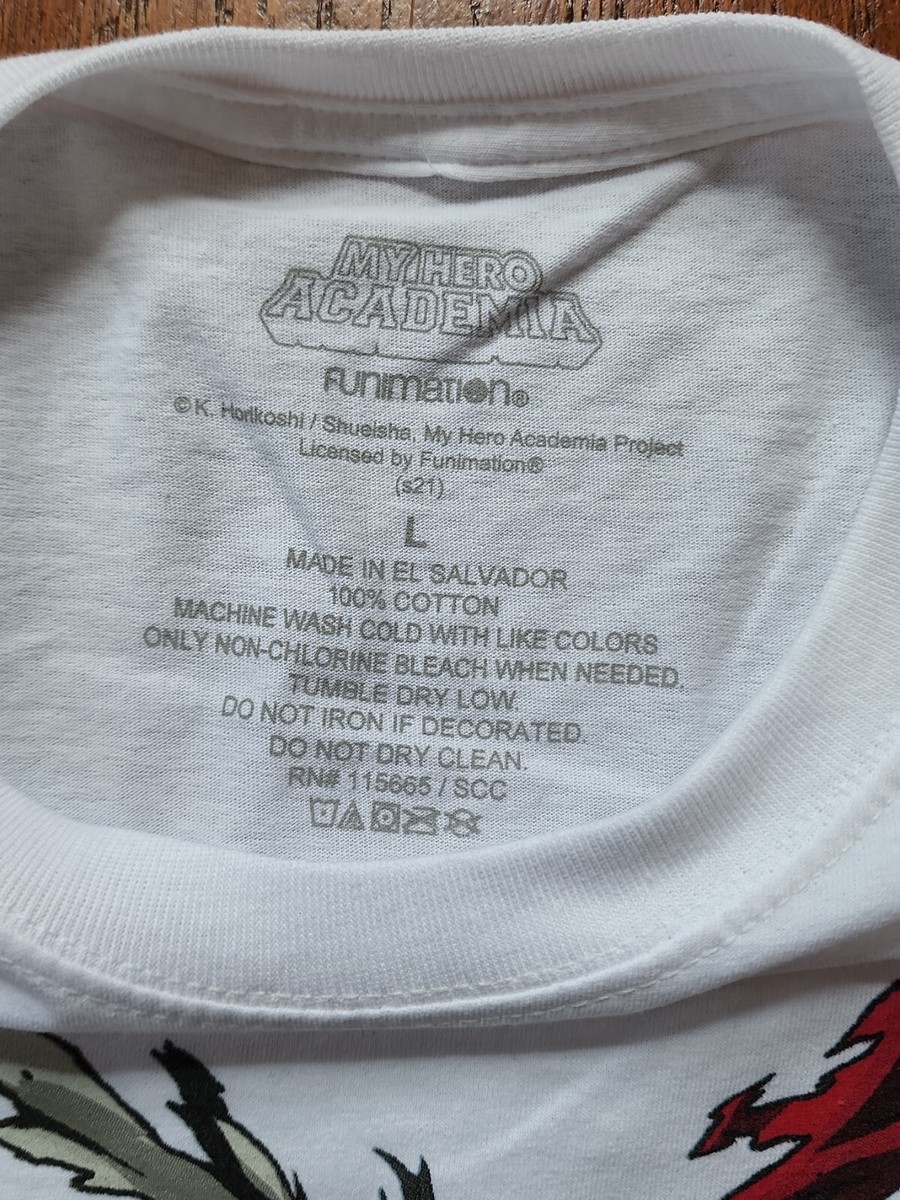 MY HERO
ACADEMIA
FUNIMATION®
©K. Horikoshi / Shueisha, My Hero Academia Project
Licensed by Funimation®
(s21)
L
MADE IN EL SALVADOR
100% COTTON
MACHINE WASH COLD WITH LIKE COLORS
ONLY NON-CHLORINE BLEACH WHEN NEEDED.
TUMBLE DRY LOW.
DO NOT IRON IF DECORATED.
DO NOT DRY CLEAN.
RN# 115665 / SCC